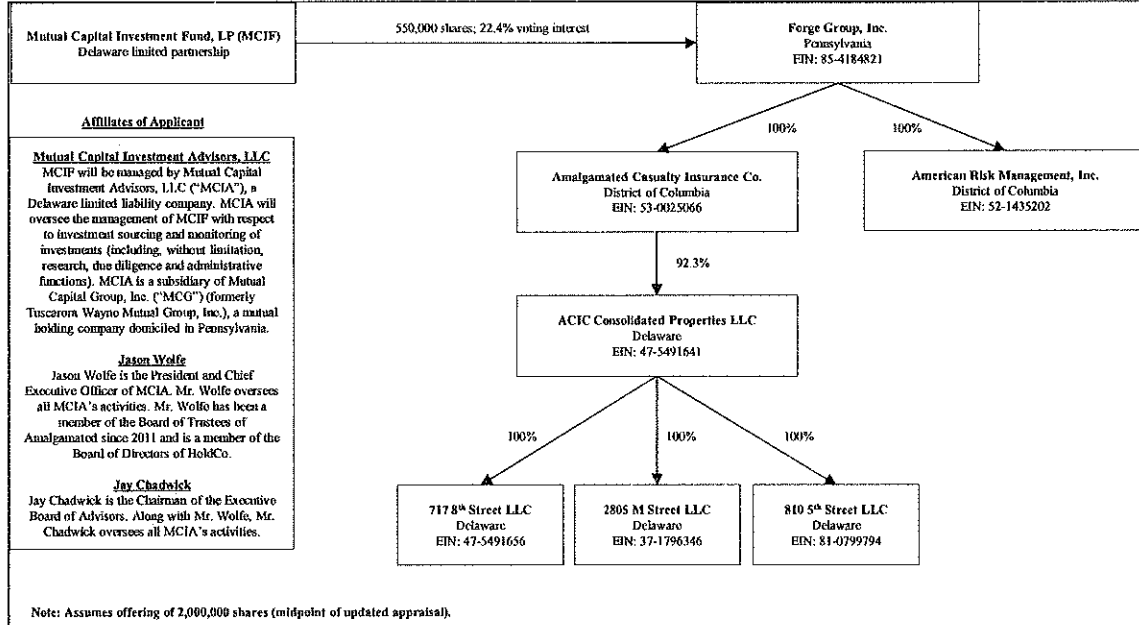 Mutual Capital Investment Fund, LP (MCIF)
Delaware limited partnership
550,000 shares; 22.4% voting interest
Forge Group, Inc.
Pennsylvania
EIN: 85-4184821
Affiliates of Applicant
Mutual Capital Investment Advisors, LLC
MCIF will be managed by Mutual Capital
Investment Advisors, LLC ("MCIA"), a
Delaware limited liability company. MCIA will
oversee the management of MCIF with respect
to investment sourcing and monitoring of
investments (including, without limitation,
research, due diligence and administrative
functions). MCIA is a subsidiary of Mutual
Capital Group, Inc. ("MCG") (formerly
Tuscarora Wayne Mutual Group, Inc.), a mutual
holding company domiciled in Pennsylvania.
Jason Wolfe
Jason Wolfe is the President and Chief
Executive Officer of MCIA. Mr. Wolfe oversees
all MCIA's activities. Mr. Wolfe has been a
member of the Board of Trustees of
Amalgamated since 2011 and is a member of the
Board of Directors of HoldCo.
Jay Chadwick
Jay Chadwick is the Chairman of the Executive
Board of Advisors. Along with Mr. Wolfe, Mr.
Chadwick oversees all MCIA's activities.
100%
100%
Amalgamated Casualty Insurance Co.
District of Columbia
EIN: 53-0025066
American Risk Management, Inc.
District of Columbia
EIN: 52-1435202
92.3%
ACIC Consolidated Properties LLC
Delaware
EIN: 47-5491641
100%
100%
100%
717 8th Street LLC
Delaware
EIN: 47-5491656
2805 M Street LLC
Delaware
EIN: 37-1796346
810 5th Street LLC
Delaware
EIN: 81-0799794
Note: Assumes offering of 2,000,000 shares (midpoint of updated appraisal).